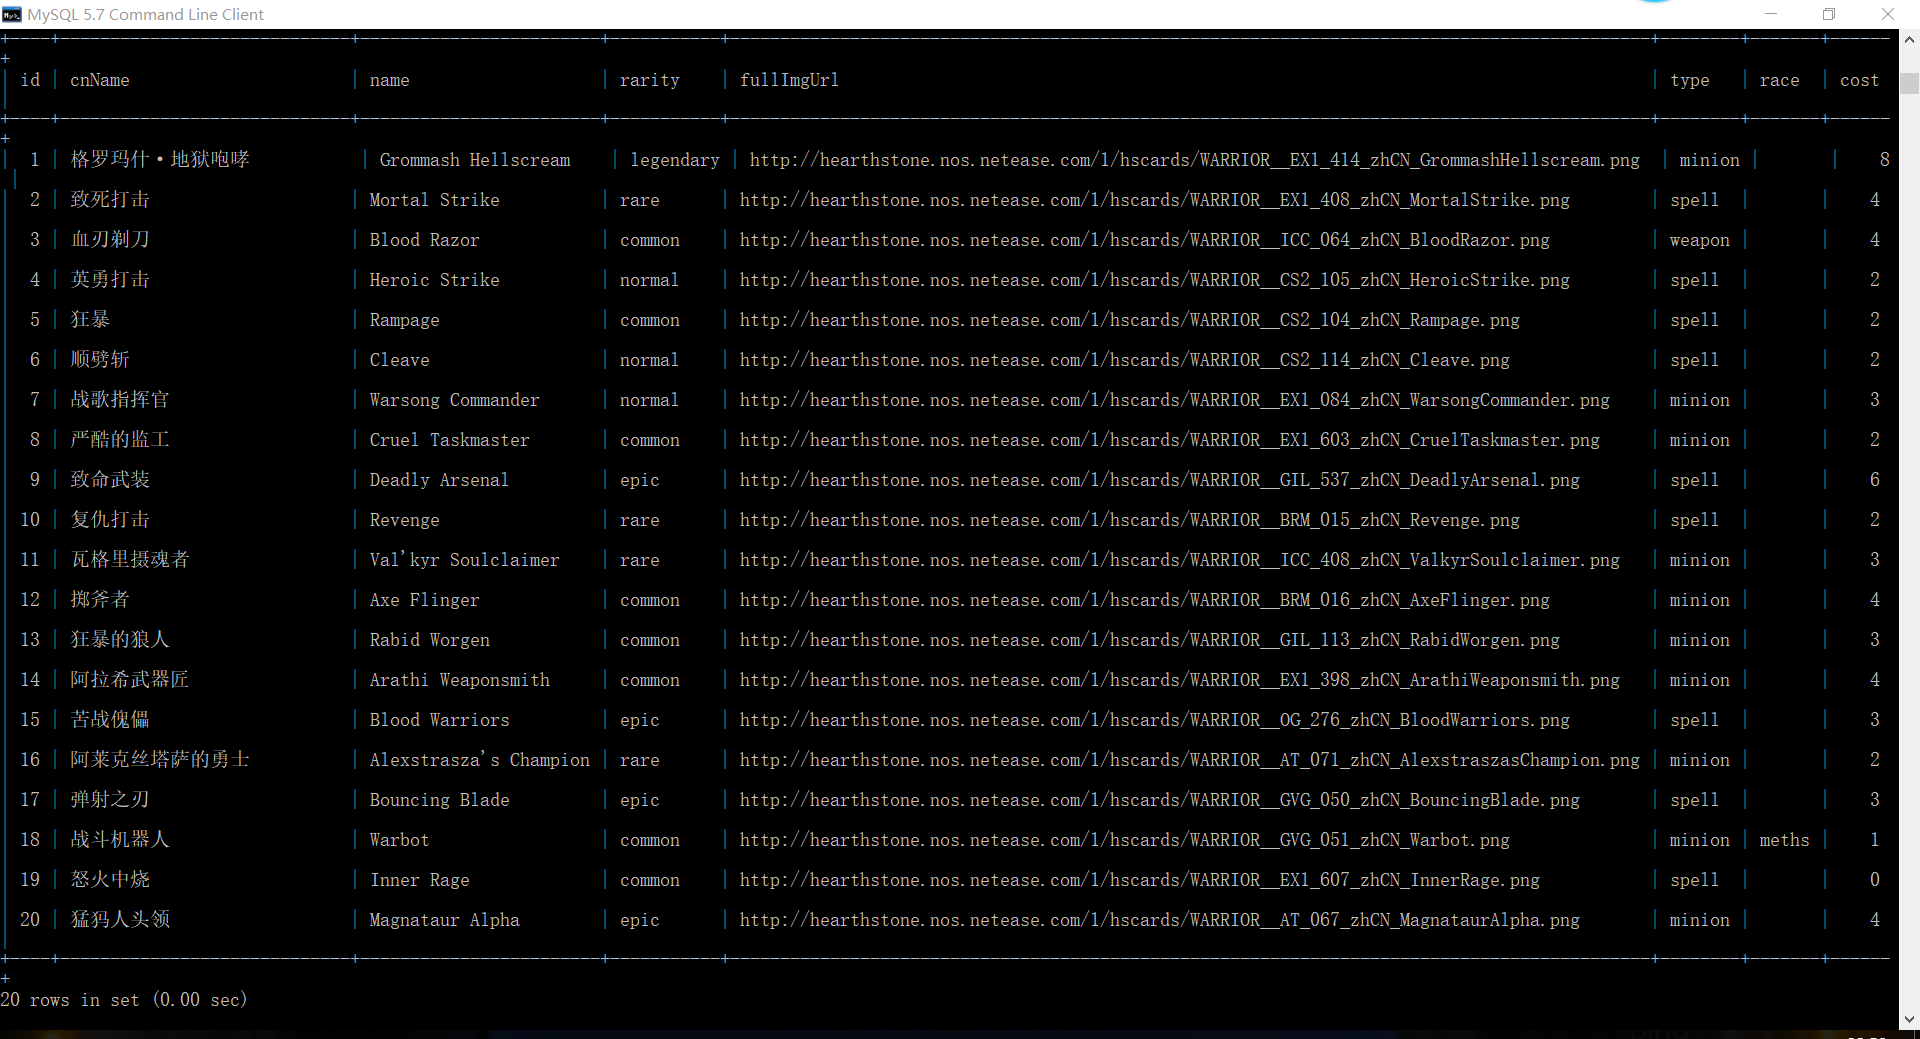 MySQL 5.7 Command Line Client
+----+------------------------------+-------------------------+-----------+---------------------------------------------------------------------------------------------+--------+-------+------
+
| id | cnName | name | rarity | fullImgUrl | type | race | cost
|
+----+------------------------------+-------------------------+-----------+---------------------------------------------------------------------------------------------+--------+-------+------
+
| 1 | 格罗玛什·地狱咆哮 | Grommash Hellscream | legendary | http://hearthstone.nos.netease.com/1/hscards/WARRIOR__EX1_414_zhCN_GrommashHellscream.png | minion | | 8
|
| 2 | 致死打击 | Mortal Strike | rare | http://hearthstone.nos.netease.com/1/hscards/WARRIOR__EX1_408_zhCN_MortalStrike.png | spell | | 4
| 3 | 血刃剃刀 | Blood Razor | common | http://hearthstone.nos.netease.com/1/hscards/WARRIOR__ICC_064_zhCN_BloodRazor.png | weapon | | 4
| 4 | 英勇打击 | Heroic Strike | normal | http://hearthstone.nos.netease.com/1/hscards/WARRIOR__CS2_105_zhCN_HeroicStrike.png | spell | | 2
| 5 | 狂暴 | Rampage | common | http://hearthstone.nos.netease.com/1/hscards/WARRIOR__CS2_104_zhCN_Rampage.png | spell | | 2
| 6 | 顺劈斩 | Cleave | normal | http://hearthstone.nos.netease.com/1/hscards/WARRIOR__CS2_114_zhCN_Cleave.png | spell | | 2
| 7 | 战歌指挥官 | Warsong Commander | normal | http://hearthstone.nos.netease.com/1/hscards/WARRIOR__EX1_084_zhCN_WarsongCommander.png | minion | | 3
| 8 | 严酷的监工 | Cruel Taskmaster | common | http://hearthstone.nos.netease.com/1/hscards/WARRIOR__EX1_603_zhCN_CruelTaskmaster.png | minion | | 2
| 9 | 致命武装 | Deadly Arsenal | epic | http://hearthstone.nos.netease.com/1/hscards/WARRIOR__GIL_537_zhCN_DeadlyArsenal.png | spell | | 6
| 10 | 复仇打击 | Revenge | rare | http://hearthstone.nos.netease.com/1/hscards/WARRIOR__BRM_015_zhCN_Revenge.png | spell | | 2
| 11 | 瓦格里摄魂者 | Val'kyr Soulclaimer | rare | http://hearthstone.nos.netease.com/1/hscards/WARRIOR__ICC_408_zhCN_ValkyrSoulclaimer.png | minion | | 3
| 12 | 掷斧者 | Axe Flinger | common | http://hearthstone.nos.netease.com/1/hscards/WARRIOR__BRM_016_zhCN_AxeFlinger.png | minion | | 4
| 13 | 狂暴的狼人 | Rabid Worgen | common | http://hearthstone.nos.netease.com/1/hscards/WARRIOR__GIL_113_zhCN_RabidWorgen.png | minion | | 3
| 14 | 阿拉希武器匠 | Arathi Weaponsmith | common | http://hearthstone.nos.netease.com/1/hscards/WARRIOR__EX1_398_zhCN_ArathiWeaponsmith.png | minion | | 4
| 15 | 苦战傀儡 | Blood Warriors | epic | http://hearthstone.nos.netease.com/1/hscards/WARRIOR__OG_276_zhCN_BloodWarriors.png | spell | | 3
| 16 | 阿莱克丝塔萨的勇士 | Alexstrasza's Champion | rare | http://hearthstone.nos.netease.com/1/hscards/WARRIOR__AT_071_zhCN_AlexstraszasChampion.png | minion | | 2
| 17 | 弹射之刃 | Bouncing Blade | epic | http://hearthstone.nos.netease.com/1/hscards/WARRIOR__GVG_050_zhCN_BouncingBlade.png | spell | | 3
| 18 | 战斗机器人 | Warbot | common | http://hearthstone.nos.netease.com/1/hscards/WARRIOR__GVG_051_zhCN_Warbot.png | minion | meths | 1
| 19 | 怒火中烧 | Inner Rage | common | http://hearthstone.nos.netease.com/1/hscards/WARRIOR__EX1_607_zhCN_InnerRage.png | spell | | 0
| 20 | 猛犸人头领 | Magnataur Alpha | epic | http://hearthstone.nos.netease.com/1/hscards/WARRIOR__AT_067_zhCN_MagnataurAlpha.png | minion | | 4
|
+----+------------------------------+-------------------------+-----------+---------------------------------------------------------------------------------------------+--------+-------+------
+
20 rows in set (0.00 sec)